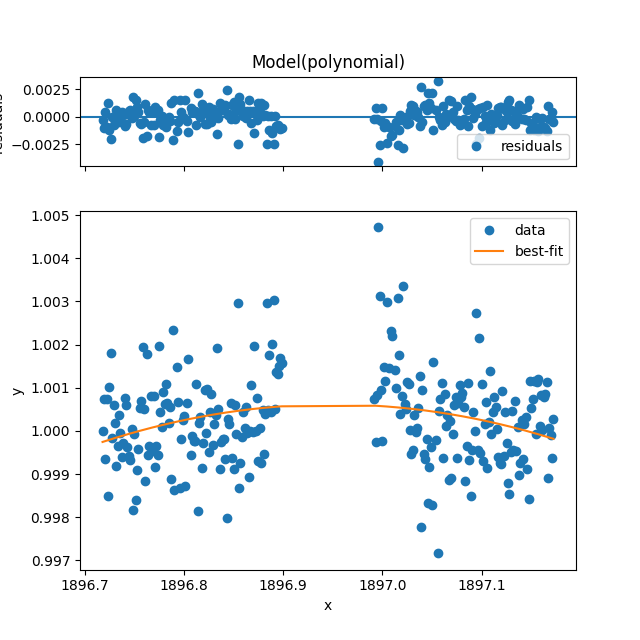 Model(polynomial)
0.0025
0.0000
−0.0025
residuals
residuals
1.005
1.004
1.003
1.002
1.001
1.000
0.999
0.998
0.997
y
data
best-fit
1896.7
1896.8
1896.9
1897.0
1897.1
x